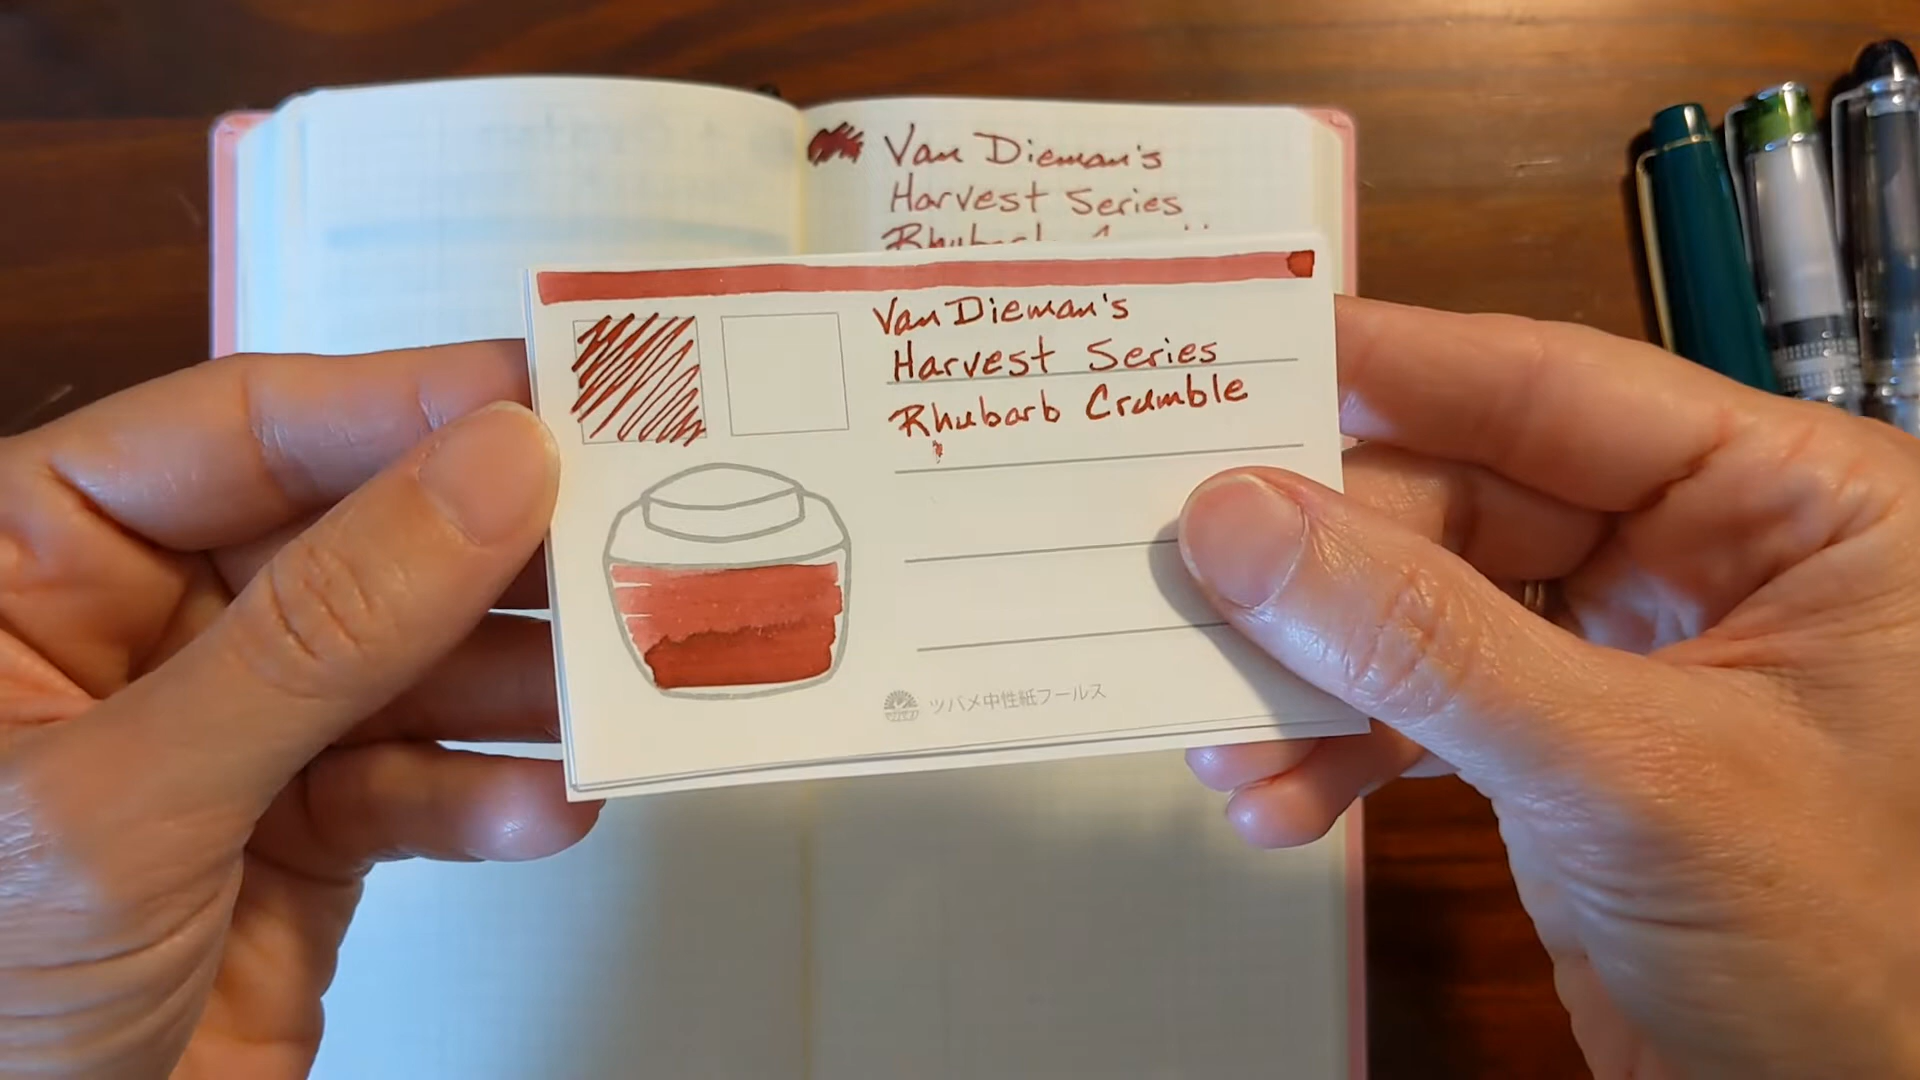 Van Dieman's
Harvest Series
Rhubarb
Van Dieman's
Harvest Series
Rhubarb Crumble
ツバメ中性紙フールス